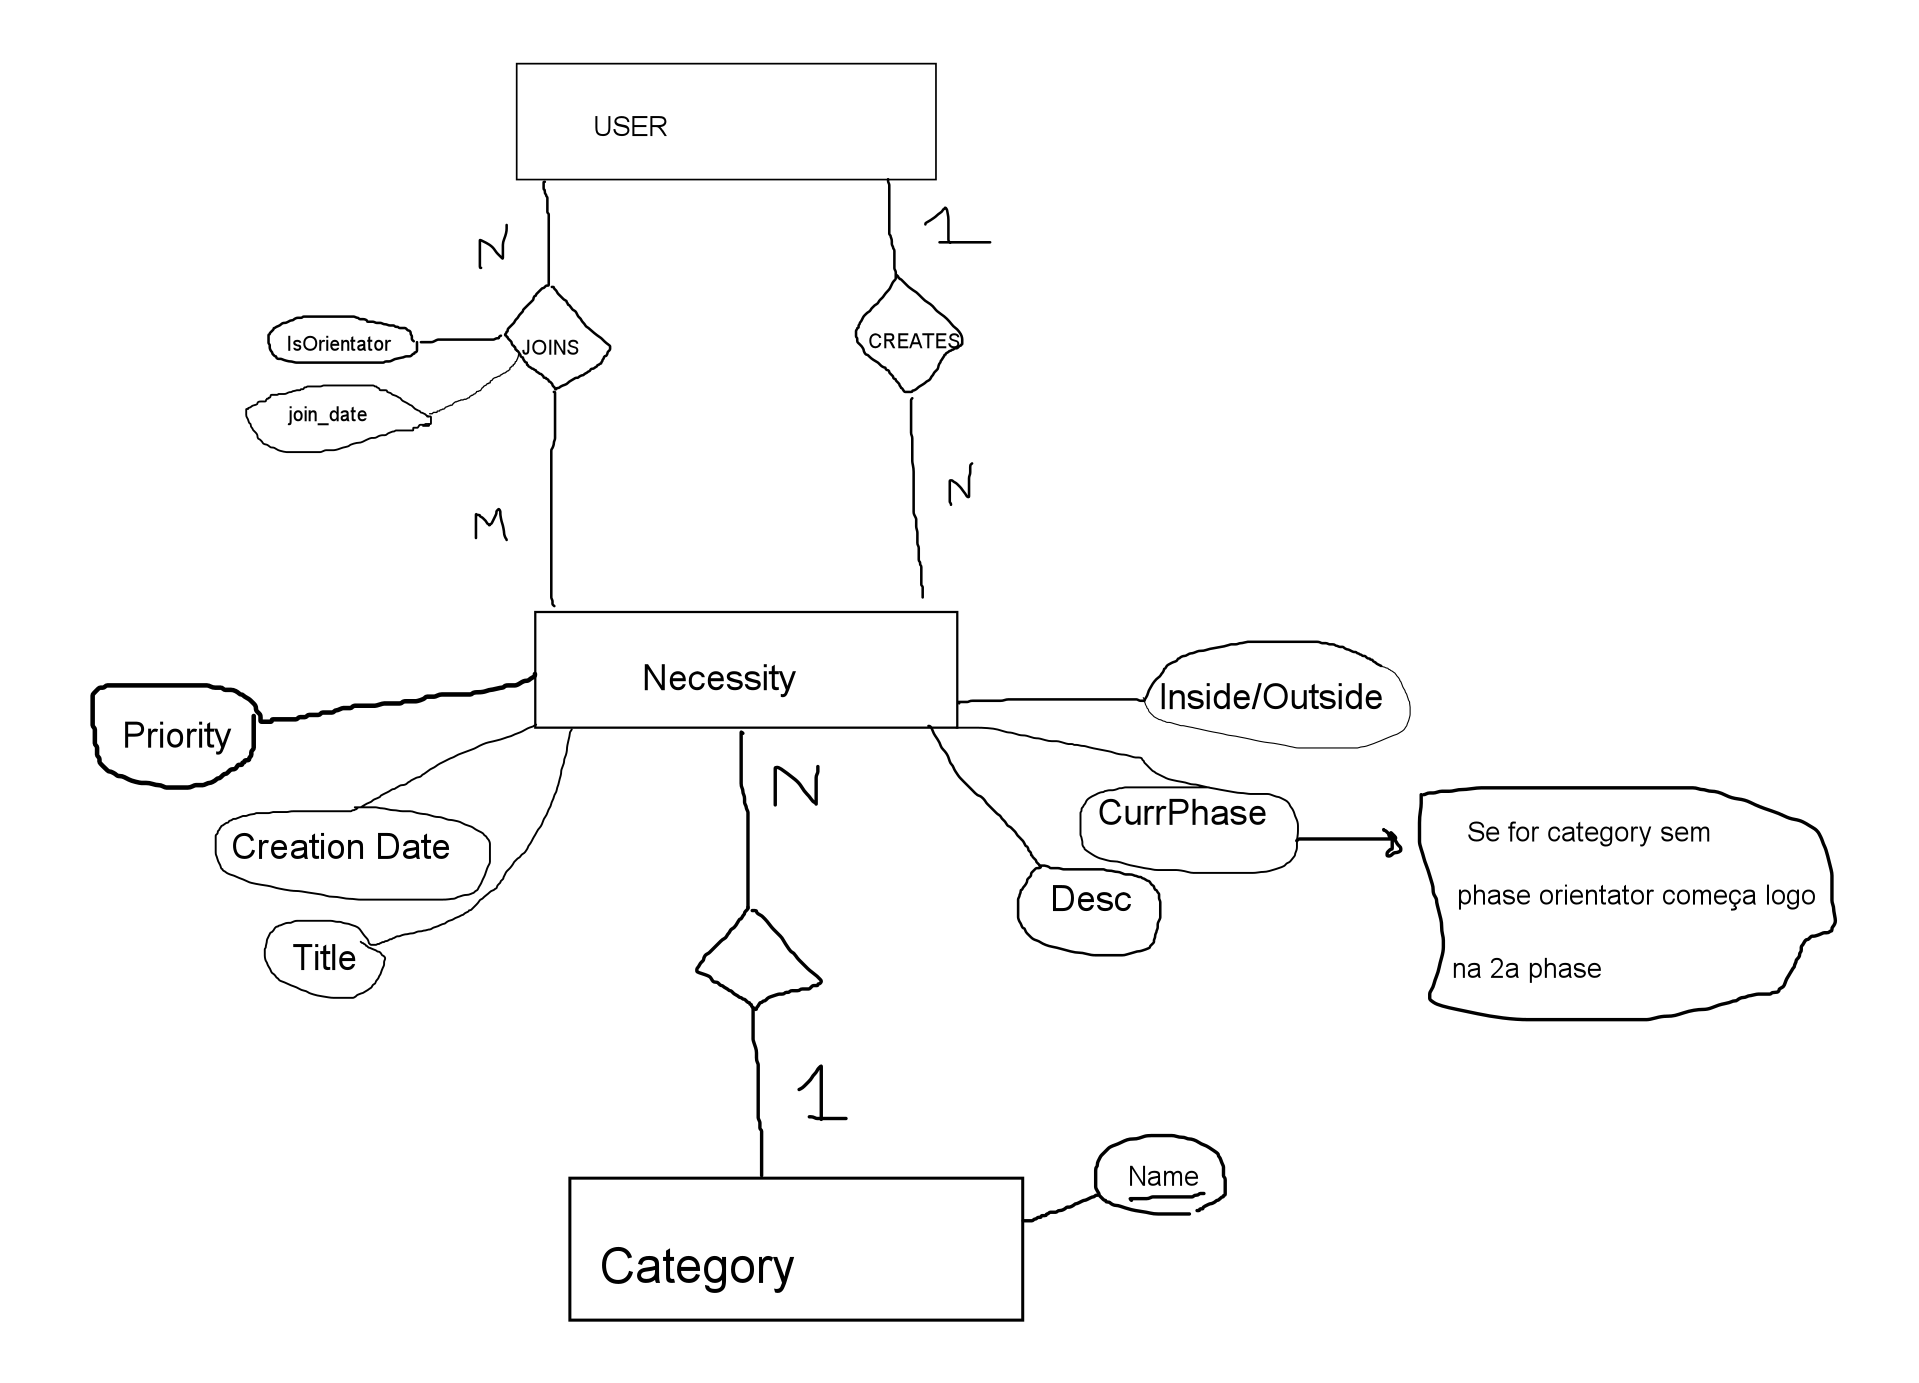 USER
N
1
IsOrientator
JOINS
CREATES
join_date
N
M
Necessity
Inside/Outside
Priority
N
CurrPhase
Se for category sem
phase orientator começa logo
na 2a phase
Creation Date
Desc
Title
1
Name
Category